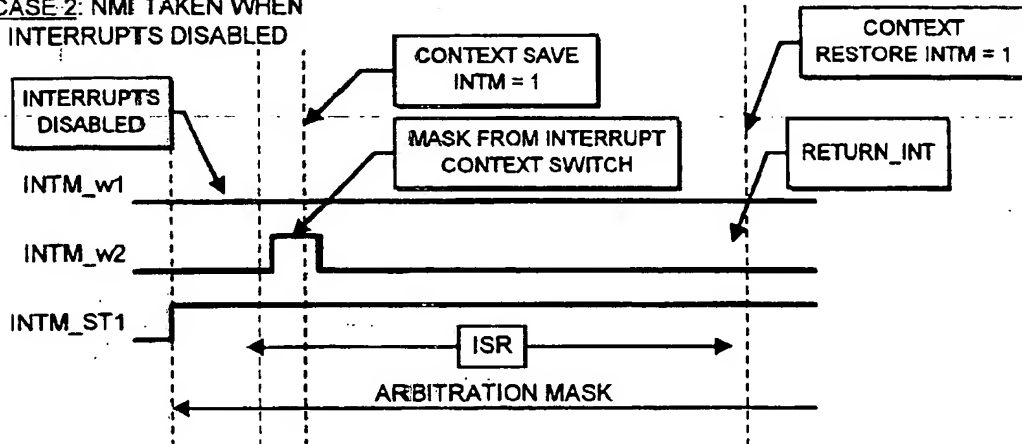 CASE 2: NMI TAKEN WHEN
INTERRUPTS DISABLED
CONTEXT SAVE
INTM = 1
CONTEXT
RESTORE INTM = 1
INTERRUPTS
DISABLED
MASK FROM INTERRUPT
CONTEXT SWITCH
RETURN_INT
INTM_w1
INTM_w2
INTM_ST1
ISR
ARBITRATION MASK